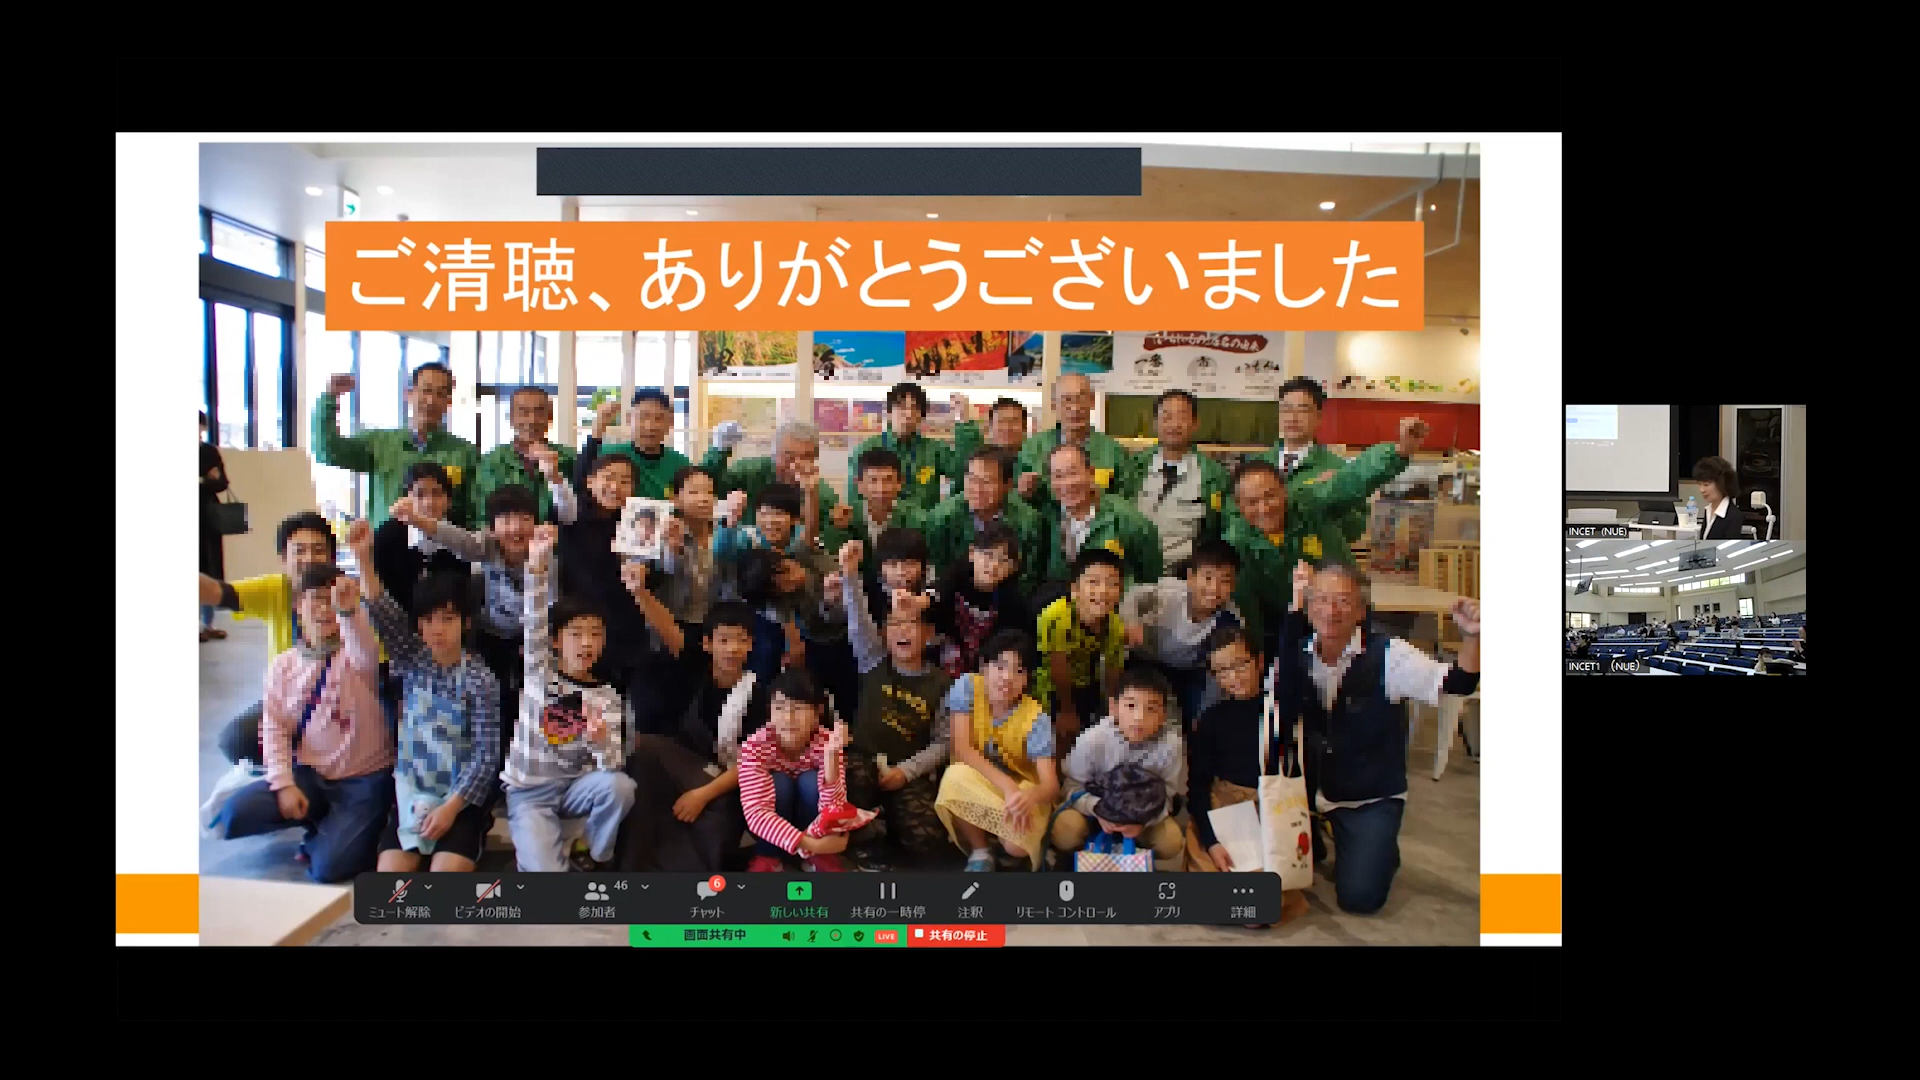 ご清聴、ありがとうございました
一番
市
INCET (NUE)
INCET1 (NUE)
ミュート解除
ビデオの開始
46
参加者
6
チャット
新しい共有
共有の一時停
注釈
リモート コントロール
アプリ
詳細
画面共有中
LIVE
共有の停止